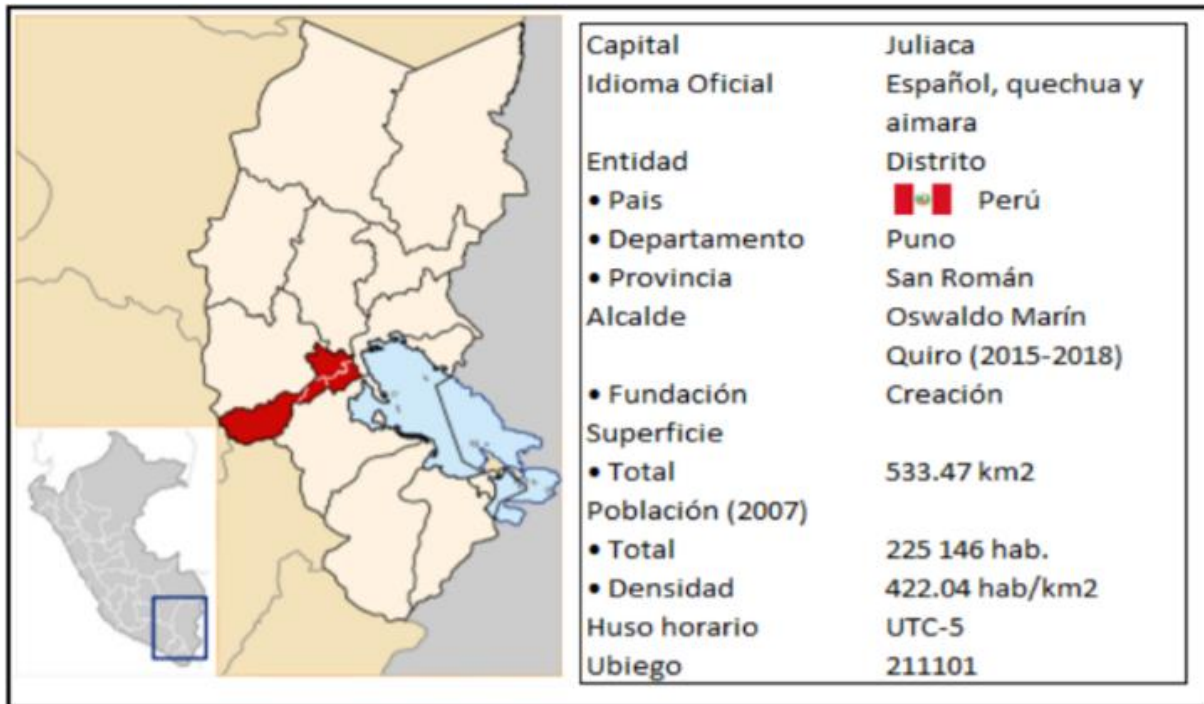 Capital Juliaca
Idioma Oficial Español, quechua y
aimara
Entidad Distrito
• Pais Perú
• Departamento Puno
• Provincia San Román
Alcalde Oswaldo Marín
Quiro (2015-2018)
• Fundación Creación
Superficie
• Total 533.47 km2
Población (2007)
• Total 225 146 hab.
• Densidad 422.04 hab/km2
Huso horario UTC-5
Ubiego 211101